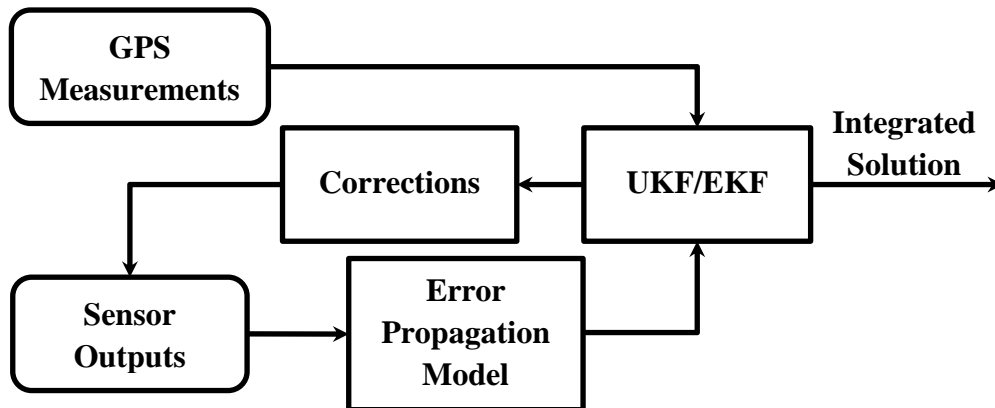 GPS
Measurements
Integrated
Solution
Corrections
UKF/EKF
Sensor
Outputs
Error
Propagation
Model